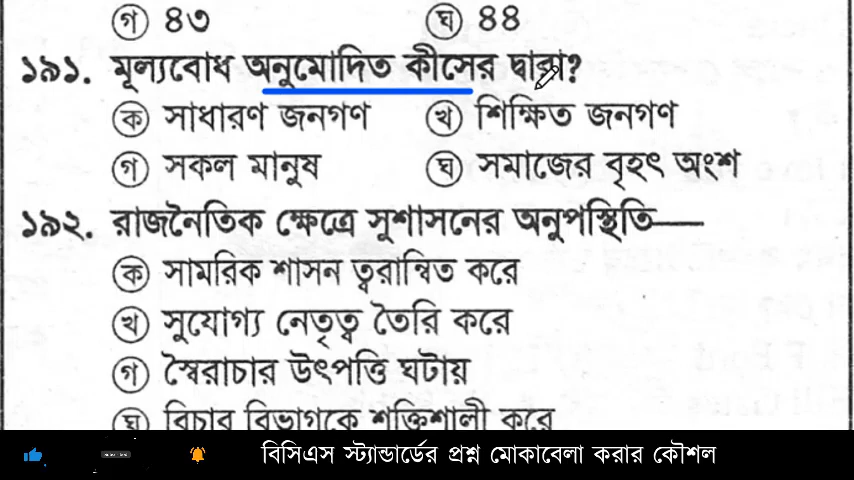 গ ৪৩ ঘ ৪৪
১৯১. মূল্যবোধ অনুমোদিত কীসের দ্বারা?
ক সাধারণ জনগণ খ শিক্ষিত জনগণ
গ সকল মানুষ ঘ সমাজের বৃহৎ অংশ
১৯২. রাজনৈতিক ক্ষেত্রে সুশাসনের অনুপস্থিতি—
ক সামরিক শাসন ত্বরান্বিত করে
খ সুযোগ্য নেতৃত্ব তৈরি করে
গ স্বৈরাচার উৎপত্তি ঘটায়
ঘ বিচার বিভাগকে শক্তিশালী করে
বিসিএস স্ট্যান্ডার্ডের প্রশ্ন মোকাবেলা করার কৌশল